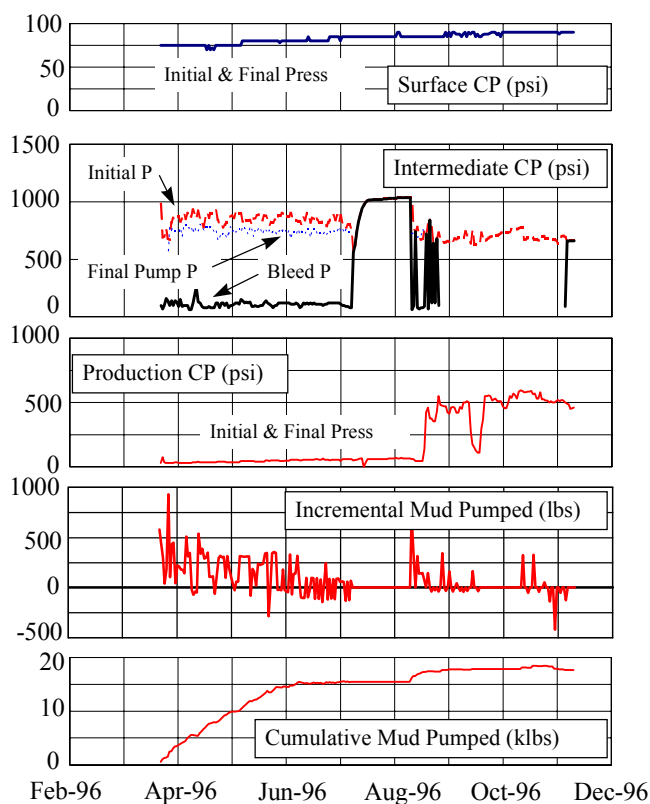 100
50
0
Initial & Final Press
Surface CP (psi)
1500
1000
500
0
Initial P
Intermediate CP (psi)
Final Pump P
Bleed P
1000
500
0
Production CP (psi)
Initial & Final Press
1000
500
0
-500
Incremental Mud Pumped (lbs)
20
10
0
Cumulative Mud Pumped (klbs)
Feb-96 Apr-96 Jun-96 Aug-96 Oct-96 Dec-96